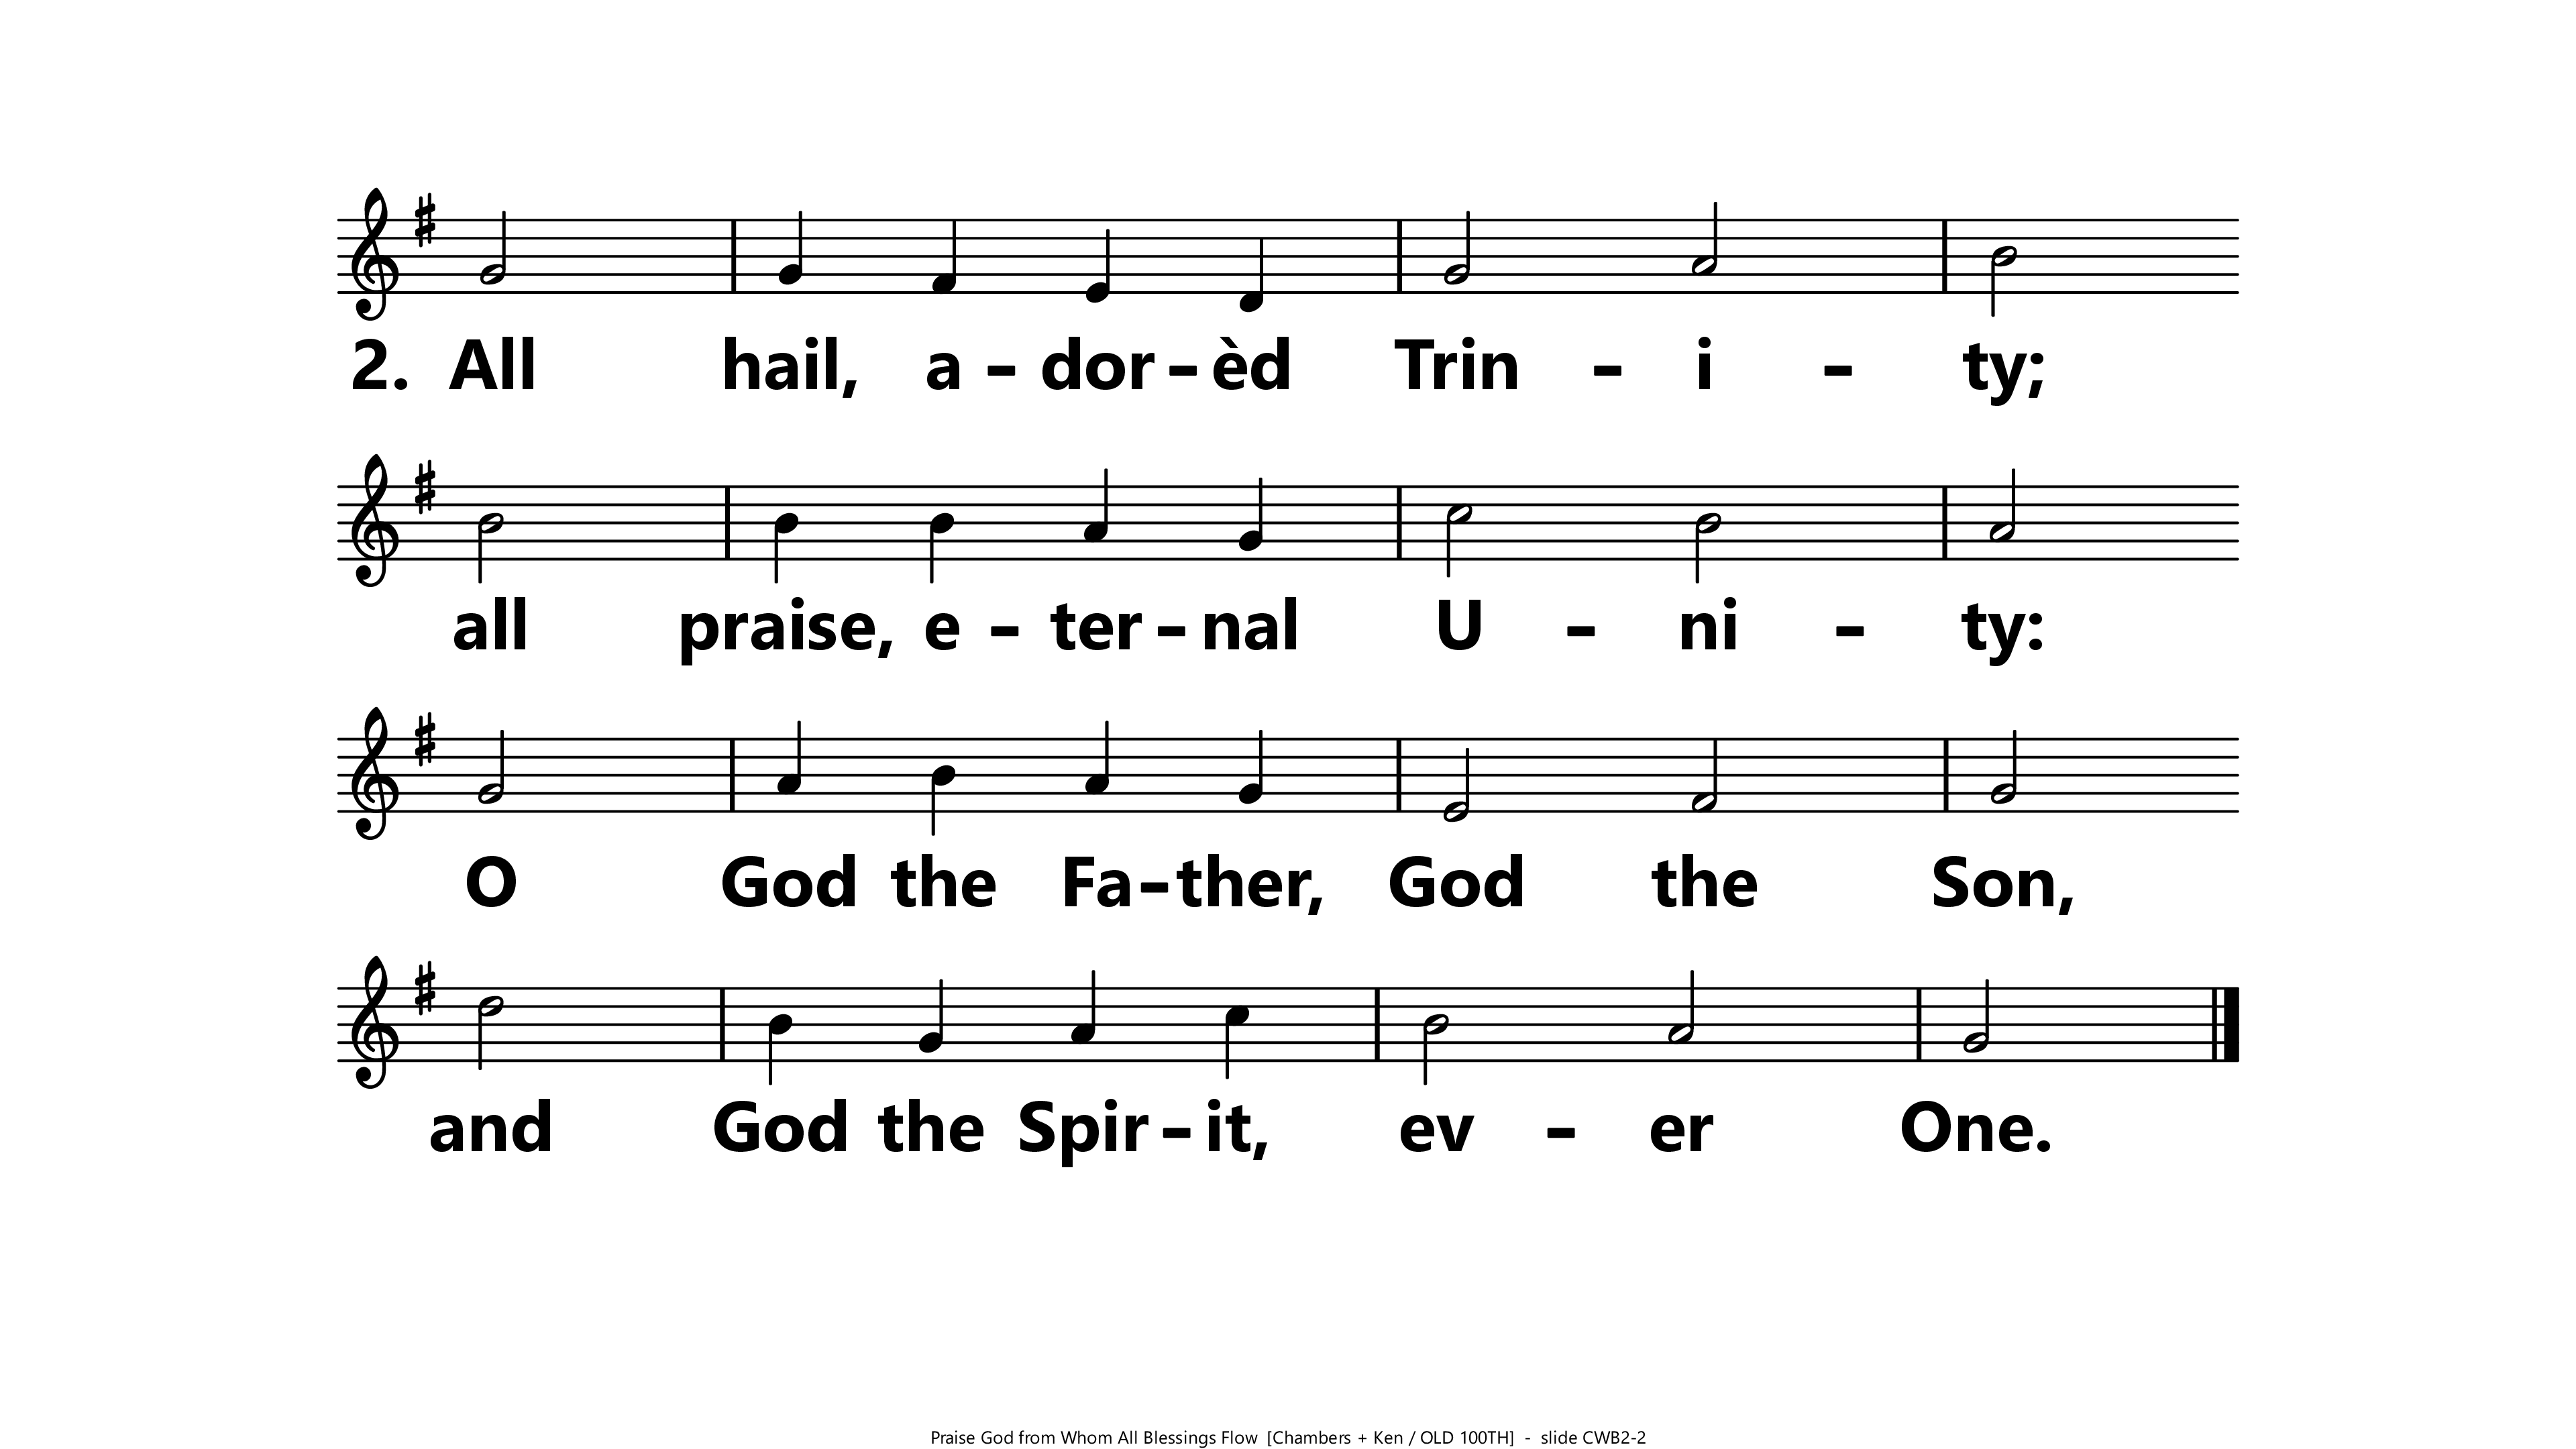 2. All hail, a - dor - èd Trin - i - ty;
all praise, e - ter - nal U - ni - ty:
O God the Fa - ther, God the Son,
and God the Spir - it, ev - er One.
Praise God from Whom All Blessings Flow [Chambers + Ken / OLD 100TH] - slide CWB2-2